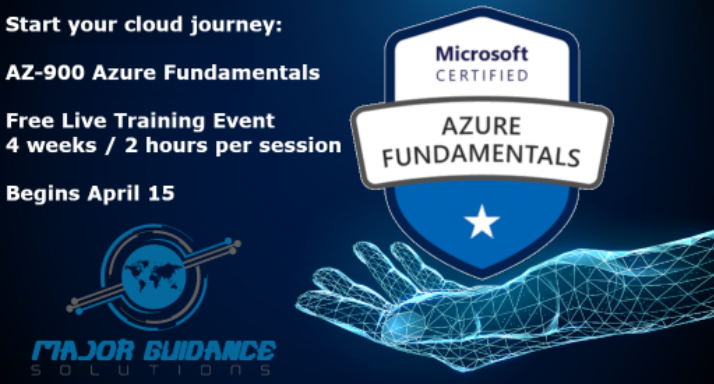 Start your cloud journey:
AZ-900 Azure Fundamentals
Free Live Training Event
4 weeks / 2 hours per session
Begins April 15
Microsoft
CERTIFIED
AZURE
FUNDAMENTALS
MAJOR GUIDANCE
SOLUTIONS